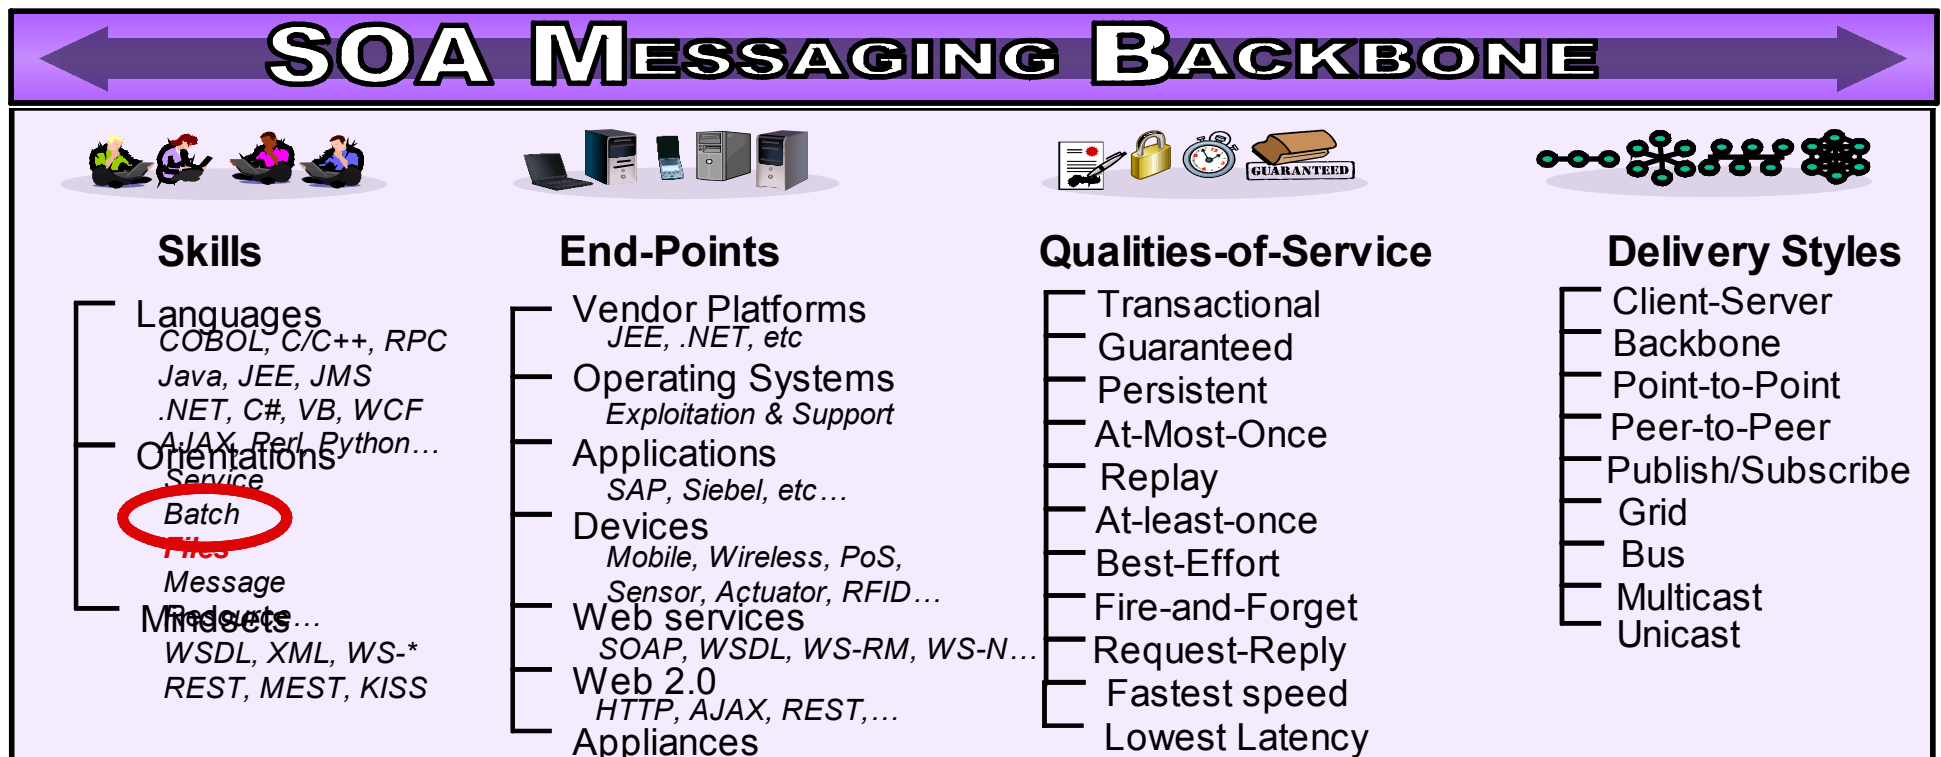 SOA MESSAGING BACKBONE
GUARANTEED
Skills
Languages
COBOL, C/C++, RPC
Java, JEE, JMS
.NET, C#, VB, WCF
AJAX, Perl, Python…
Orientations
Service
Batch
Files
Message
Resource…
Mindsets
WSDL, XML, WS-*
REST, MEST, KISS
End-Points
Vendor Platforms
JEE, .NET, etc
Operating Systems
Exploitation & Support
Applications
SAP, Siebel, etc…
Devices
Mobile, Wireless, PoS,
Sensor, Actuator, RFID…
Web services
SOAP, WSDL, WS-RM, WS-N…
Web 2.0
HTTP, AJAX, REST,…
Appliances
Qualities-of-Service
Transactional
Guaranteed
Persistent
At-Most-Once
Replay
At-least-once
Best-Effort
Fire-and-Forget
Request-Reply
Fastest speed
Lowest Latency
Delivery Styles
Client-Server
Backbone
Point-to-Point
Peer-to-Peer
Publish/Subscribe
Grid
Bus
Multicast
Unicast